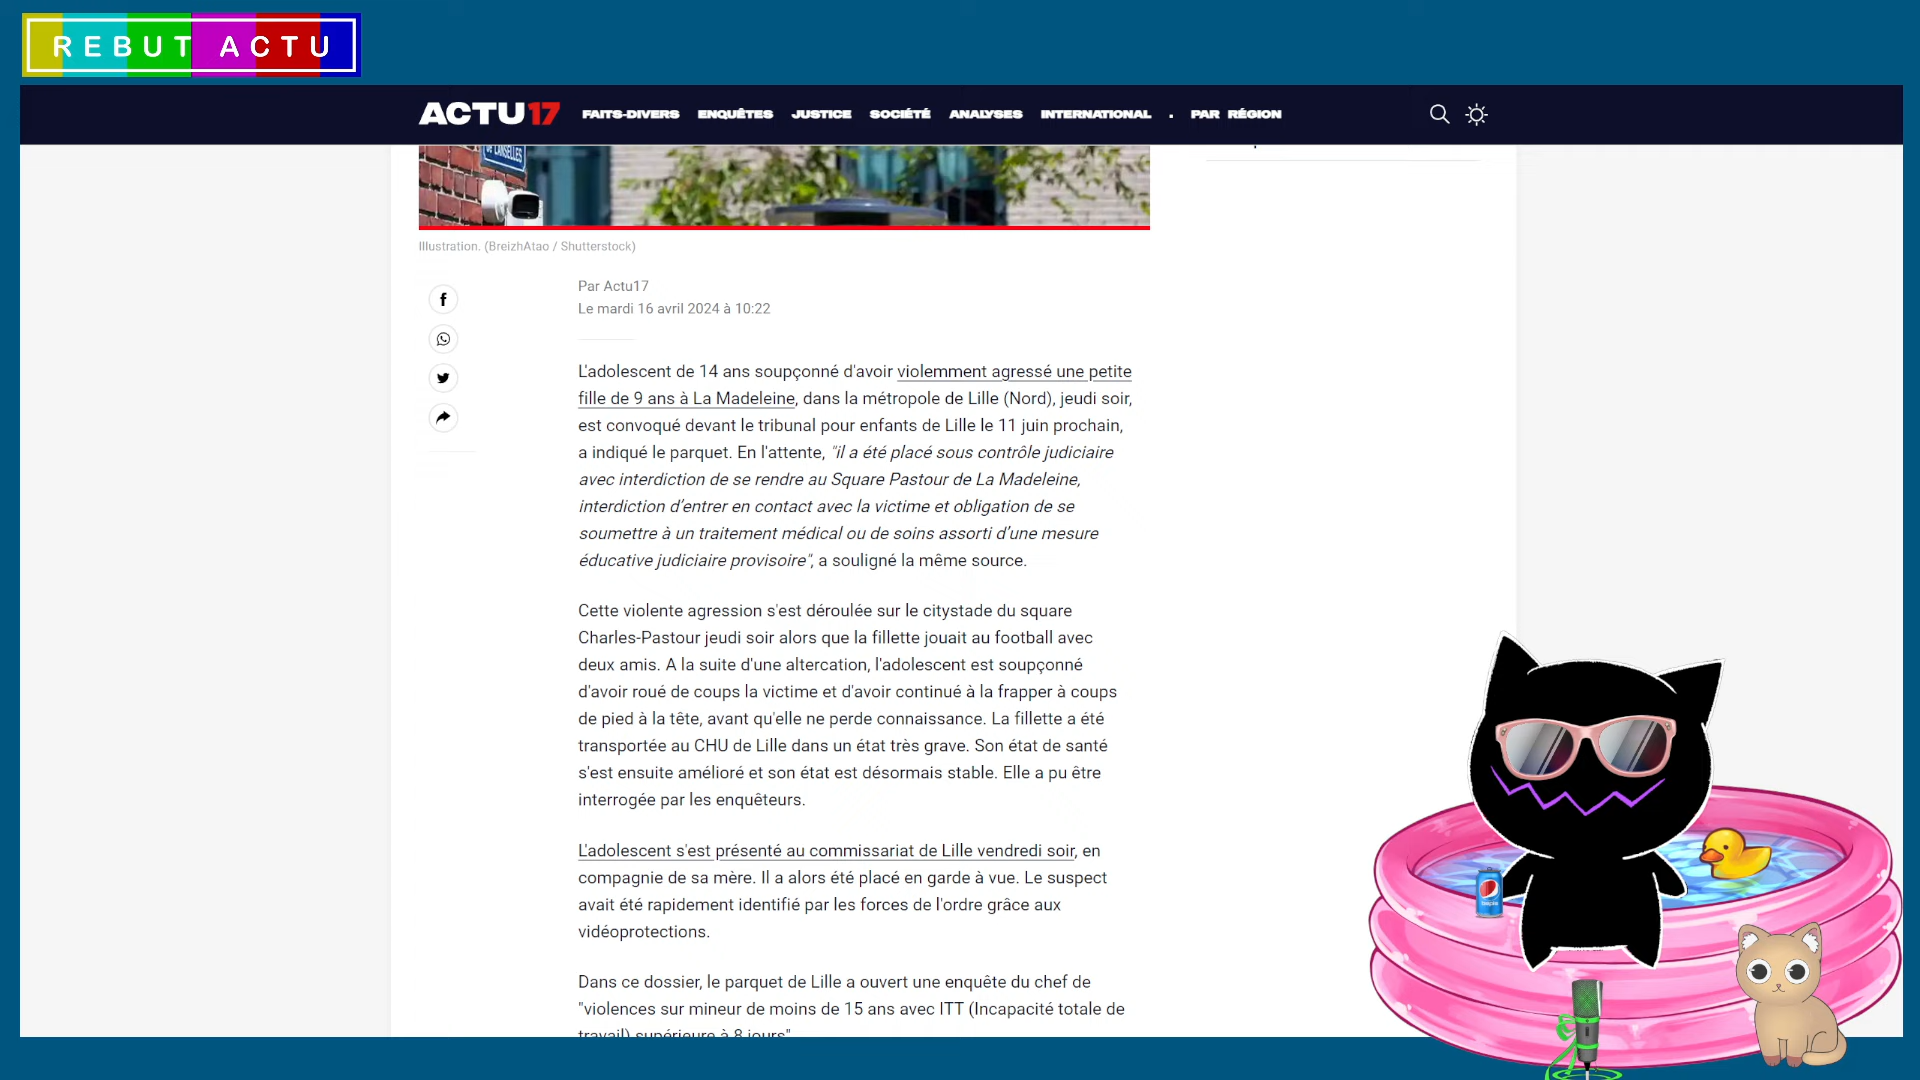 REBUT ACTU
ACTU17 FAITS-DIVERS ENQUÊTES JUSTICE SOCIÉTÉ ANALYSES INTERNATIONAL . PAR RÉGION
Illustration. (BreizhAtao / Shutterstock)
Par Actu17
Le mardi 16 avril 2024 à 10:22
L'adolescent de 14 ans soupçonné d'avoir violemment agressé une petite
fille de 9 ans à La Madeleine, dans la métropole de Lille (Nord), jeudi soir,
est convoqué devant le tribunal pour enfants de Lille le 11 juin prochain,
a indiqué le parquet. En l'attente, "il a été placé sous contrôle judiciaire
avec interdiction de se rendre au Square Pastour de La Madeleine,
interdiction d’entrer en contact avec la victime et obligation de se
soumettre à un traitement médical ou de soins assorti d’une mesure
éducative judiciaire provisoire", a souligné la même source.
Cette violente agression s'est déroulée sur le citystade du square
Charles-Pastour jeudi soir alors que la fillette jouait au football avec
deux amis. A la suite d'une altercation, l'adolescent est soupçonné
d'avoir roué de coups la victime et d'avoir continué à la frapper à coups
de pied à la tête, avant qu'elle ne perde connaissance. La fillette a été
transportée au CHU de Lille dans un état très grave. Son état de santé
s'est ensuite amélioré et son état est désormais stable. Elle a pu être
interrogée par les enquêteurs.
L'adolescent s'est présenté au commissariat de Lille vendredi soir, en
compagnie de sa mère. Il a alors été placé en garde à vue. Le suspect
avait été rapidement identifié par les forces de l'ordre grâce aux
vidéoprotections.
Dans ce dossier, le parquet de Lille a ouvert une enquête du chef de
"violences sur mineur de moins de 15 ans avec ITT (Incapacité totale de
travail) supérieure à 8 jours".